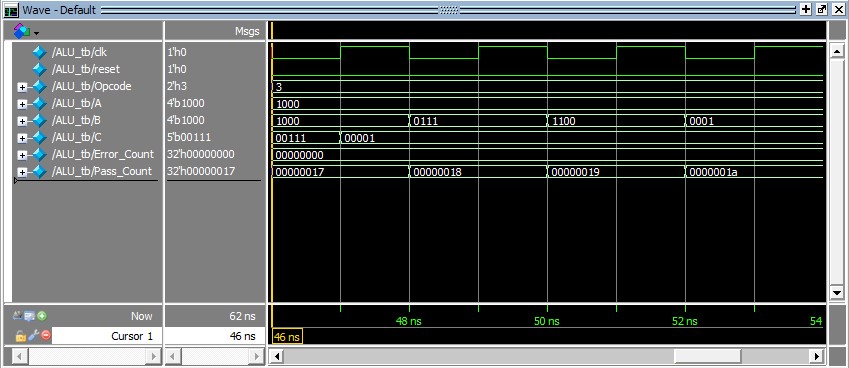 Wave - Default
Msgs
/ALU_tb/clk 1'h0
/ALU_tb/reset 1'h0
/ALU_tb/Opcode 2'h3 3
/ALU_tb/A 4'b1000 1000
/ALU_tb/B 4'b1000 1000 0111 1100 0001
/ALU_tb/C 5'b00111 00111 00001
/ALU_tb/Error_Count 32'h00000000 00000000
/ALU_tb/Pass_Count 32'h00000017 00000017 00000018 00000019 0000001a
Now 62 ns 48 ns 50 ns 52 ns 54
Cursor 1 46 ns 46 ns